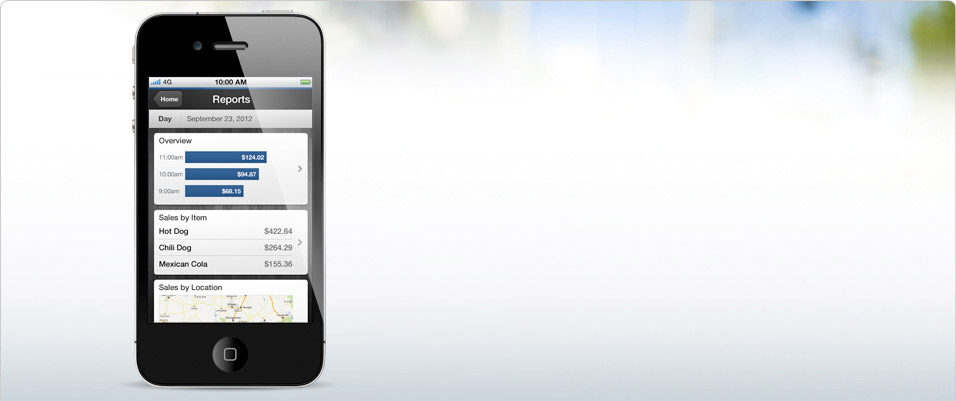 4G 10:00 AM
Home Reports
Day September 23, 2012
Overview
11:00am $124.02
10:00am $94.87
9:00am $68.15
Sales by Item
Hot Dog $422.64
Chili Dog $264.29
Mexican Cola $155.36
Sales by Location
Texas